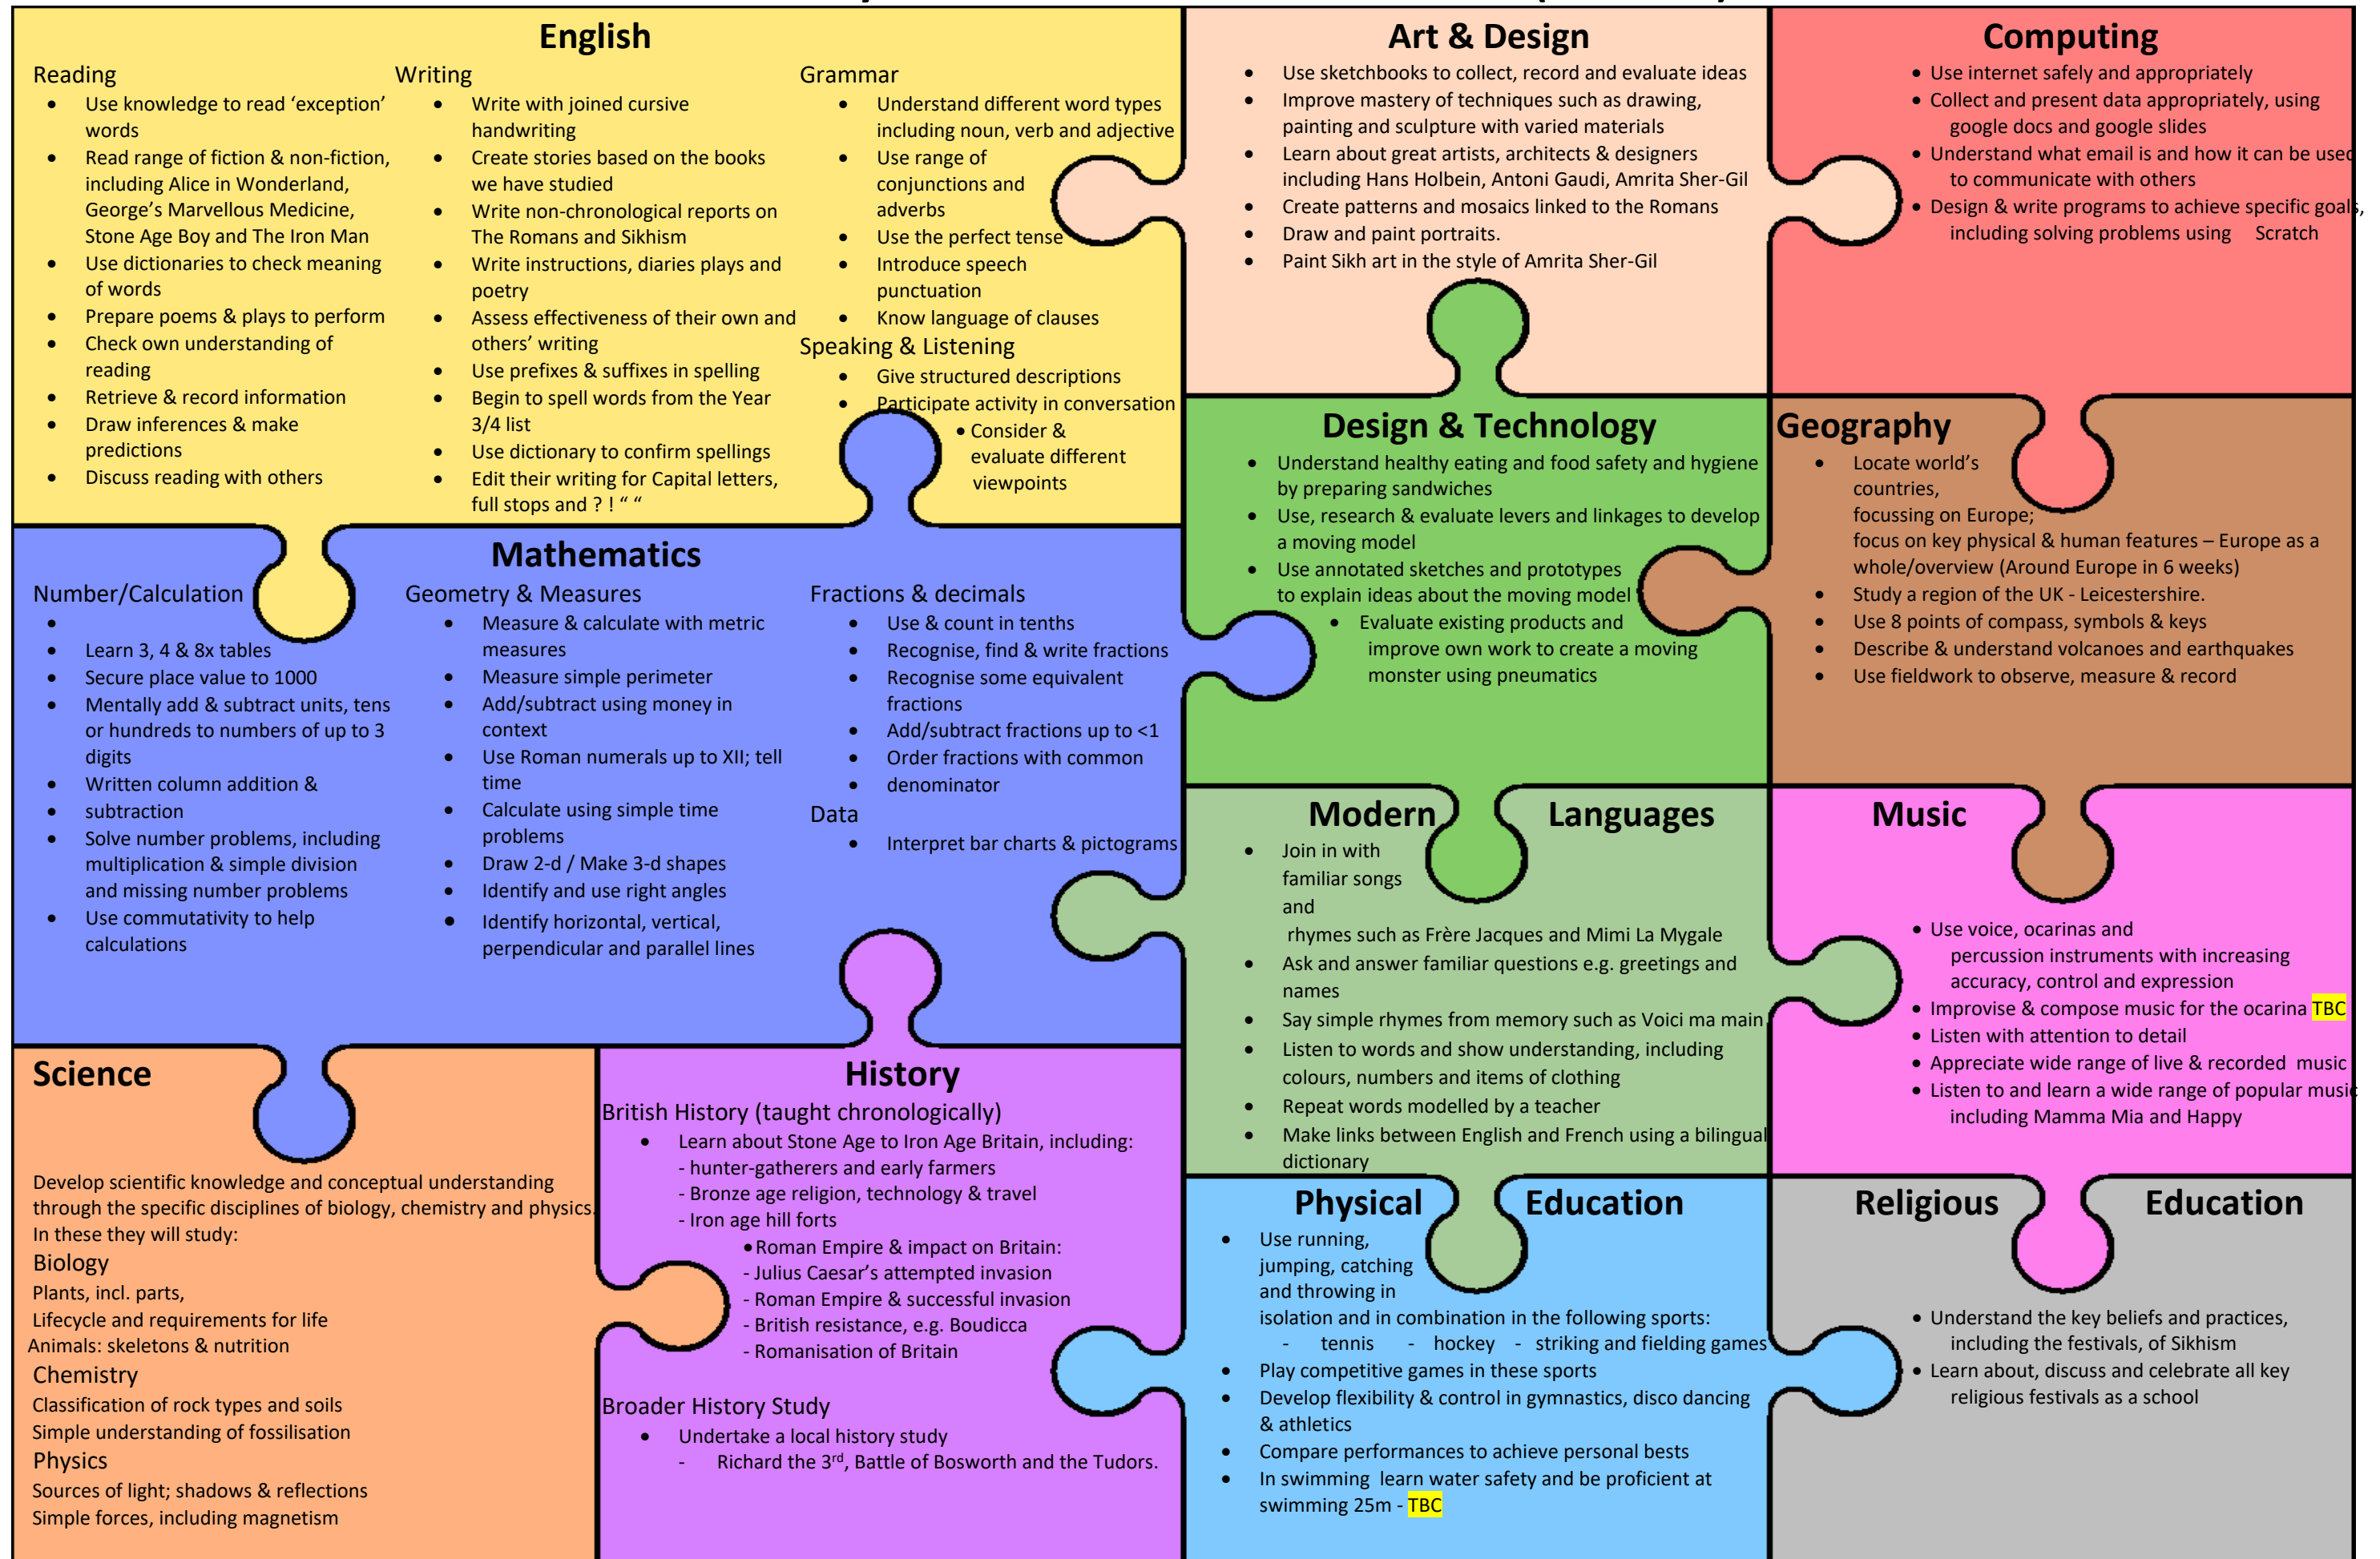 English
Reading
• Use knowledge to read ‘exception’
words
• Read range of fiction & non-fiction,
including Alice in Wonderland,
George’s Marvellous Medicine,
Stone Age Boy and The Iron Man
• Use dictionaries to check meaning
of words
• Prepare poems & plays to perform
• Check own understanding of
reading
• Retrieve & record information
• Draw inferences & make
predictions
• Discuss reading with others
Writing
• Write with joined cursive
handwriting
• Create stories based on the books
we have studied
• Write non-chronological reports on
The Romans and Sikhism
• Write instructions, diaries plays and
poetry
• Assess effectiveness of their own and
others’ writing
• Use prefixes & suffixes in spelling
• Begin to spell words from the Year
3/4 list
• Use dictionary to confirm spellings
• Edit their writing for Capital letters,
full stops and ? ! “ “
Grammar
• Understand different word types
including noun, verb and adjective
• Use range of
conjunctions and
adverbs
• Use the perfect tense
• Introduce speech
punctuation
• Know language of clauses
Speaking & Listening
• Give structured descriptions
• Participate activity in conversation
• Consider &
evaluate different
viewpoints
Art & Design
• Use sketchbooks to collect, record and evaluate ideas
• Improve mastery of techniques such as drawing,
painting and sculpture with varied materials
• Learn about great artists, architects & designers
including Hans Holbein, Antoni Gaudi, Amrita Sher-Gil
• Create patterns and mosaics linked to the Romans
• Draw and paint portraits.
• Paint Sikh art in the style of Amrita Sher-Gil
Computing
• Use internet safely and appropriately
• Collect and present data appropriately, using
google docs and google slides
• Understand what email is and how it can be used
to communicate with others
• Design & write programs to achieve specific goals,
including solving problems using Scratch
Design & Technology
• Understand healthy eating and food safety and hygiene
by preparing sandwiches
• Use, research & evaluate levers and linkages to develop
a moving model
• Use annotated sketches and prototypes
to explain ideas about the moving model
• Evaluate existing products and
improve own work to create a moving
monster using pneumatics
Geography
• Locate world’s
countries,
focussing on Europe;
focus on key physical & human features – Europe as a
whole/overview (Around Europe in 6 weeks)
• Study a region of the UK - Leicestershire.
• Use 8 points of compass, symbols & keys
• Describe & understand volcanoes and earthquakes
• Use fieldwork to observe, measure & record
Mathematics
Number/Calculation
•
• Learn 3, 4 & 8x tables
• Secure place value to 1000
• Mentally add & subtract units, tens
or hundreds to numbers of up to 3
digits
• Written column addition &
• subtraction
• Solve number problems, including
multiplication & simple division
and missing number problems
• Use commutativity to help
calculations
Geometry & Measures
• Measure & calculate with metric
measures
• Measure simple perimeter
• Add/subtract using money in
context
• Use Roman numerals up to XII; tell
time
• Calculate using simple time
problems
• Draw 2-d / Make 3-d shapes
• Identify and use right angles
• Identify horizontal, vertical,
perpendicular and parallel lines
Fractions & decimals
• Use & count in tenths
• Recognise, find & write fractions
• Recognise some equivalent
fractions
• Add/subtract fractions up to <1
• Order fractions with common
• denominator
Data
• Interpret bar charts & pictograms
Modern Languages
• Join in with
familiar songs
and
rhymes such as Frère Jacques and Mimi La Mygale
• Ask and answer familiar questions e.g. greetings and
names
• Say simple rhymes from memory such as Voici ma main
• Listen to words and show understanding, including
colours, numbers and items of clothing
• Repeat words modelled by a teacher
• Make links between English and French using a bilingual
dictionary
Music
• Use voice, ocarinas and
percussion instruments with increasing
accuracy, control and expression
• Improvise & compose music for the ocarina TBC
• Listen with attention to detail
• Appreciate wide range of live & recorded music
• Listen to and learn a wide range of popular music
including Mamma Mia and Happy
Science
Develop scientific knowledge and conceptual understanding
through the specific disciplines of biology, chemistry and physics.
In these they will study:
Biology
Plants, incl. parts,
Lifecycle and requirements for life
Animals: skeletons & nutrition
Chemistry
Classification of rock types and soils
Simple understanding of fossilisation
Physics
Sources of light; shadows & reflections
Simple forces, including magnetism
History
British History (taught chronologically)
• Learn about Stone Age to Iron Age Britain, including:
- hunter-gatherers and early farmers
- Bronze age religion, technology & travel
- Iron age hill forts
• Roman Empire & impact on Britain:
- Julius Caesar’s attempted invasion
- Roman Empire & successful invasion
- British resistance, e.g. Boudicca
- Romanisation of Britain
Broader History Study
• Undertake a local history study
- Richard the 3rd, Battle of Bosworth and the Tudors.
Physical Education
• Use running,
jumping, catching
and throwing in
isolation and in combination in the following sports:
- tennis - hockey - striking and fielding games
• Play competitive games in these sports
• Develop flexibility & control in gymnastics, disco dancing
& athletics
• Compare performances to achieve personal bests
• In swimming learn water safety and be proficient at
swimming 25m - TBC
Religious Education
• Understand the key beliefs and practices,
including the festivals, of Sikhism
• Learn about, discuss and celebrate all key
religious festivals as a school